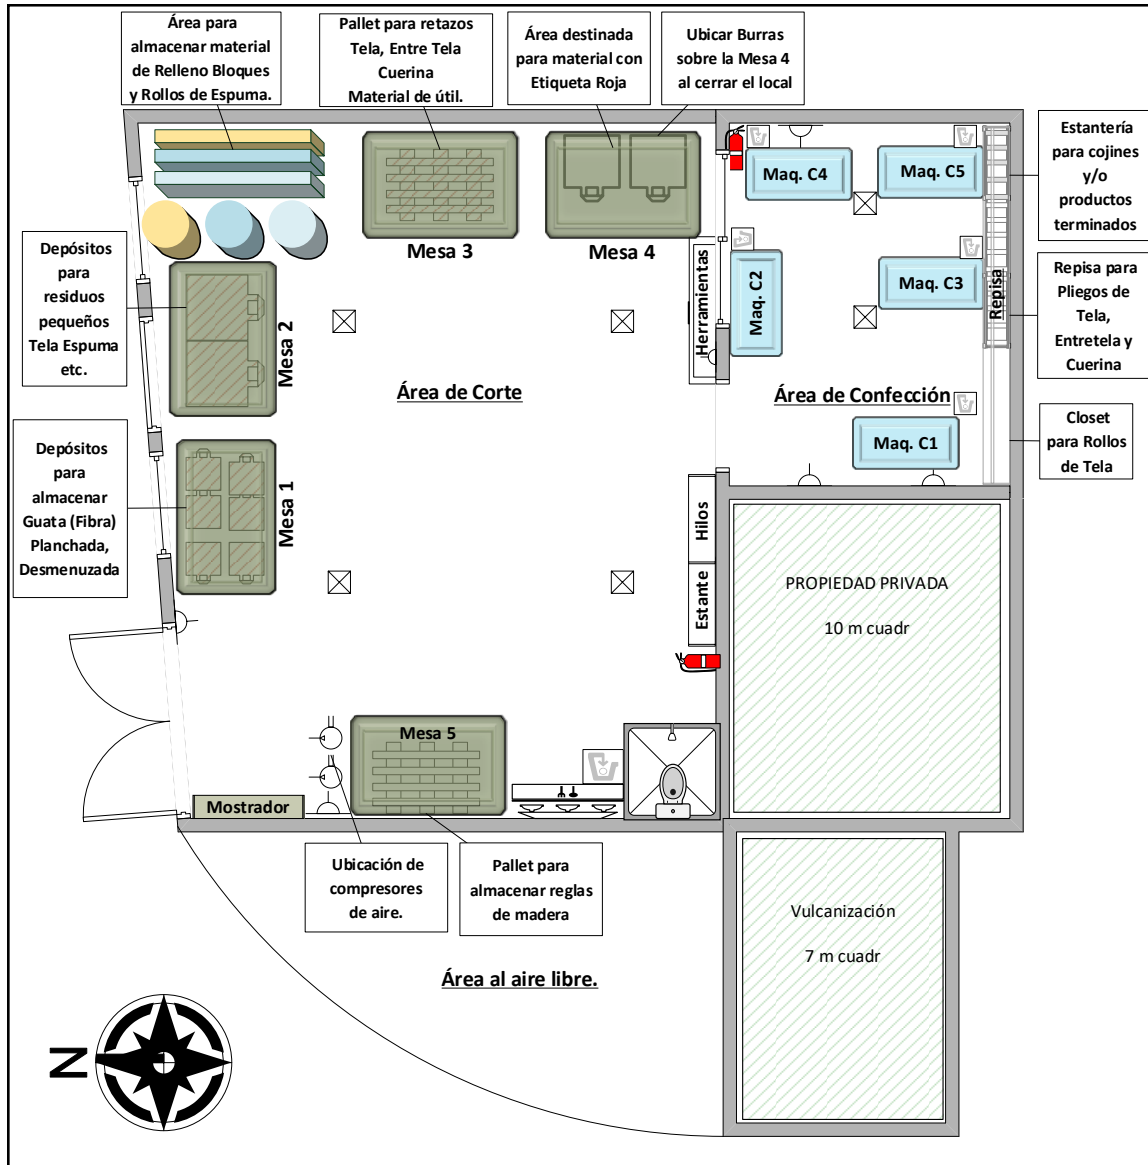 Área para
almacenar material
de Relleno Bloques
y Rollos de Espuma.
Pallet para retazos
Tela, Entre Tela
Cuerina
Material de útil.
Área destinada
para material con
Etiqueta Roja
Ubicar Burras
sobre la Mesa 4
al cerrar el local
Estantería
para cojines
y/o
productos
terminados
Maq. C4
Maq. C5
Mesa 3
Mesa 4
Depósitos
para
residuos
pequeños
Tela Espuma
etc.
Mesa 2
Herramientas
Maq. C2
Maq. C3
Repisa
Repisa para
Pliegos de
Tela,
Entretela y
Cuerina
Área de Corte
Área de Confección
Closet
para Rollos
de Tela
Maq. C1
Depósitos
para
almacenar
Guata (Fibra)
Planchada,
Desmenuzada
Mesa 1
Hilos
Estante
PROPIEDAD PRIVADA
10 m cuadr
Mesa 5
Mostrador
Ubicación de
compresores
de aire.
Pallet para
almacenar reglas
de madera
Vulcanización
7 m cuadr
Área al aire libre.
N